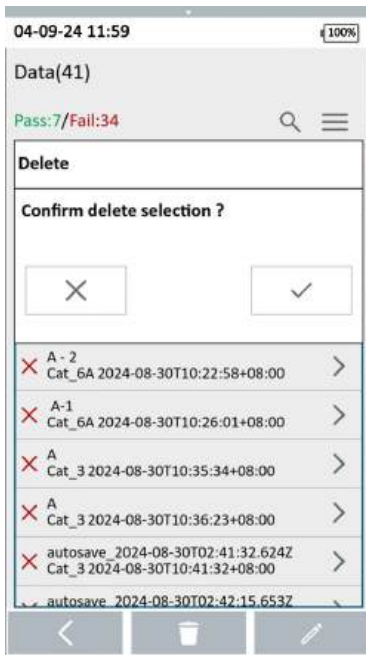 04-09-24 11:59
100%
Data(41)
Pass:7/Fail:34
Delete
Confirm delete selection ?
A - 2
Cat_6A 2024-08-30T10:22:58+08:00
A-1
Cat_6A 2024-08-30T10:26:01+08:00
A
Cat_3 2024-08-30T10:35:34+08:00
A
Cat_3 2024-08-30T10:36:23+08:00
autosave_2024-08-30T02:41:32.624Z
Cat_3 2024-08-30T10:41:32+08:00
autosave_2024-08-30T02:42:15.653Z